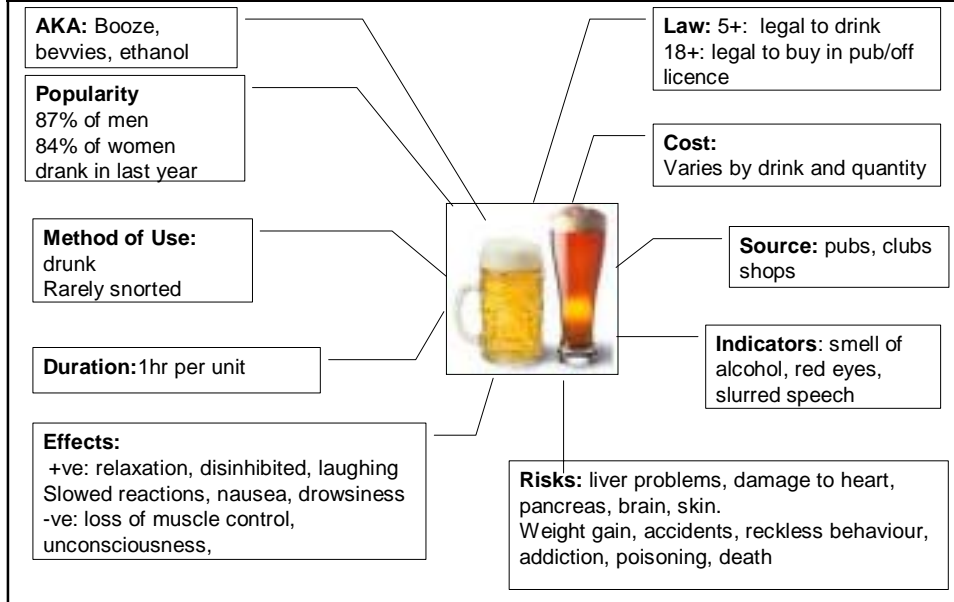 AKA: Booze,
bevvies, ethanol
Law: 5+:  legal to drink
18+: legal to buy in pub/off
licence
Popularity
87% of men
84% of women
drank in last year
Cost:
Varies by drink and quantity
Method of Use:
drunk
Rarely snorted
Source: pubs, clubs
shops
Duration:1hr per unit
Indicators: smell of
alcohol, red eyes,
slurred speech
Effects:
+ve: relaxation, disinhibited, laughing
Slowed reactions, nausea, drowsiness
-ve: loss of muscle control,
unconsciousness,
Risks: liver problems, damage to heart,
pancreas, brain, skin.
Weight gain, accidents, reckless behaviour,
addiction, poisoning, death